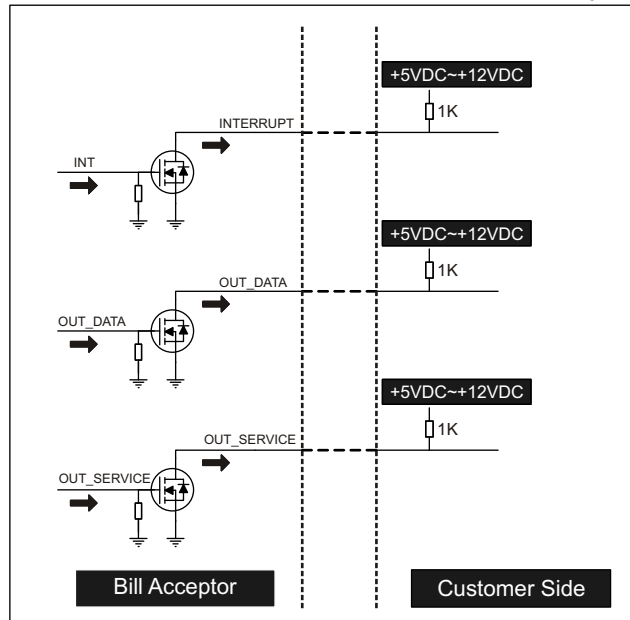 +5VDC~+12VDC
1K
INTERRUPT
INT
+5VDC~+12VDC
1K
OUT_DATA
OUT_DATA
+5VDC~+12VDC
1K
OUT_SERVICE
OUT_SERVICE
Bill Acceptor
Customer Side